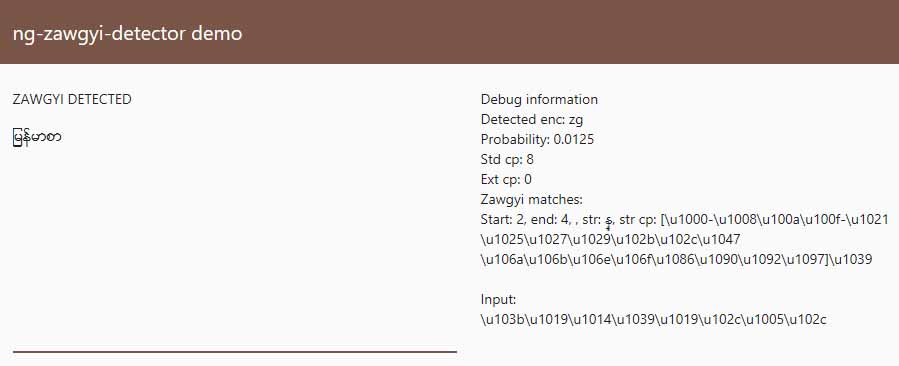 ng-zawgyi-detector demo
ZAWGYI DETECTED
မြန်မာစာ
Debug information
Detected enc: zg
Probability: 0.0125
Std cp: 8
Ext cp: 0
Zawgyi matches:
Start: 2, end: 4, , str: န္, str cp: [\u1000-\u1008\u100a\u100f-\u1021
\u1025\u1027\u1029\u102b\u102c\u1047
\u106a\u106b\u106e\u106f\u1086\u1090\u1092\u1097]\u1039
Input:
\u103b\u1019\u1014\u1039\u1019\u102c\u1005\u102c